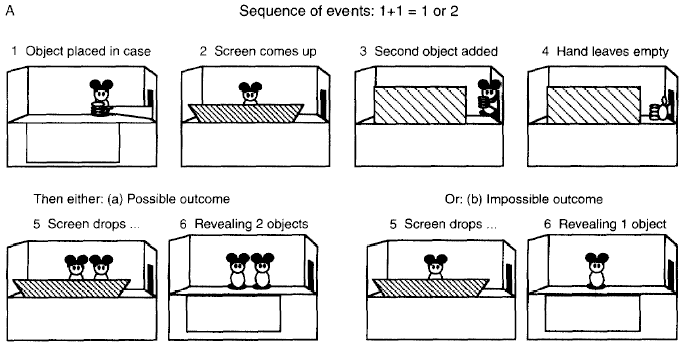 A
Sequence of events: 1+1 = 1 or 2
1 Object placed in case
2 Screen comes up
3 Second object added
4 Hand leaves empty
Then either: (a) Possible outcome
Or: (b) Impossible outcome
5 Screen drops ...
6 Revealing 2 objects
5 Screen drops ...
6 Revealing 1 object